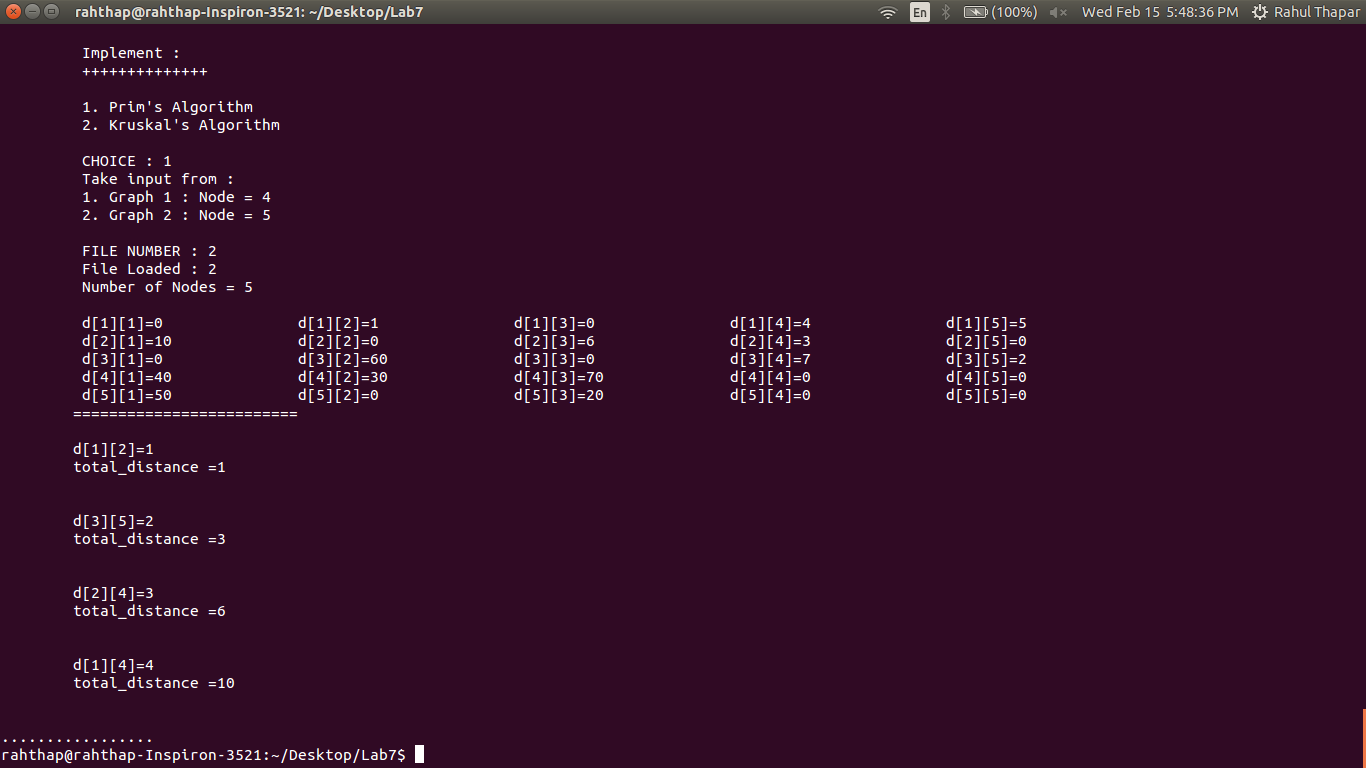 rahthap@rahthap-Inspiron-3521: ~/Desktop/Lab7 En (100%) Wed Feb 15 5:48:36 PM Rahul Thapar
Implement :
++++++++++++++
1. Prim's Algorithm
2. Kruskal's Algorithm
CHOICE : 1
Take input from :
1. Graph 1 : Node = 4
2. Graph 2 : Node = 5
FILE NUMBER : 2
File Loaded : 2
Number of Nodes = 5
d[1][1]=0 d[1][2]=1 d[1][3]=0 d[1][4]=4 d[1][5]=5
d[2][1]=10 d[2][2]=0 d[2][3]=6 d[2][4]=3 d[2][5]=0
d[3][1]=0 d[3][2]=60 d[3][3]=0 d[3][4]=7 d[3][5]=2
d[4][1]=40 d[4][2]=30 d[4][3]=70 d[4][4]=0 d[4][5]=0
d[5][1]=50 d[5][2]=0 d[5][3]=20 d[5][4]=0 d[5][5]=0
=========================
d[1][2]=1
total_distance =1
d[3][5]=2
total_distance =3
d[2][4]=3
total_distance =6
d[1][4]=4
total_distance =10
.................
rahthap@rahthap-Inspiron-3521:~/Desktop/Lab7$